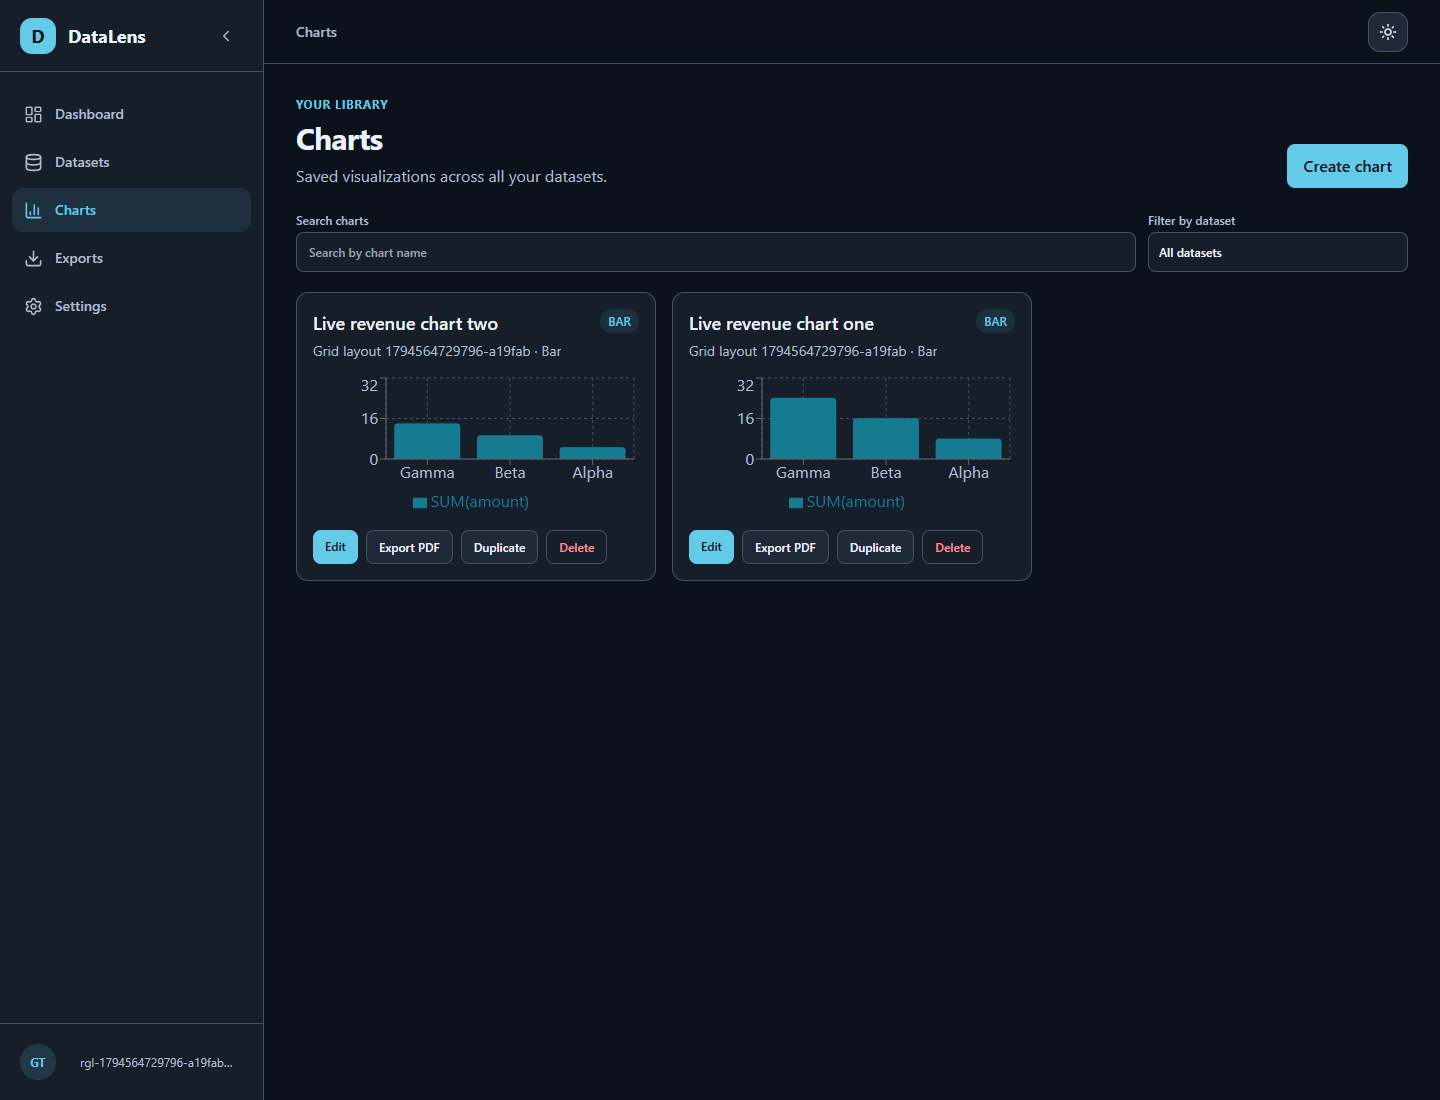 D DataLens
Charts
Dashboard
Datasets
Charts
Exports
Settings
YOUR LIBRARY
Charts
Saved visualizations across all your datasets.
Create chart
Search charts
Filter by dataset
Search by chart name
All datasets
Live revenue chart two
BAR
Grid layout 1794564729796-a19fab · Bar
32
16
0
Gamma Beta Alpha
SUM(amount)
Edit Export PDF Duplicate Delete
Live revenue chart one
BAR
Grid layout 1794564729796-a19fab · Bar
32
16
0
Gamma Beta Alpha
SUM(amount)
Edit Export PDF Duplicate Delete
GT rgl-1794564729796-a19fab...